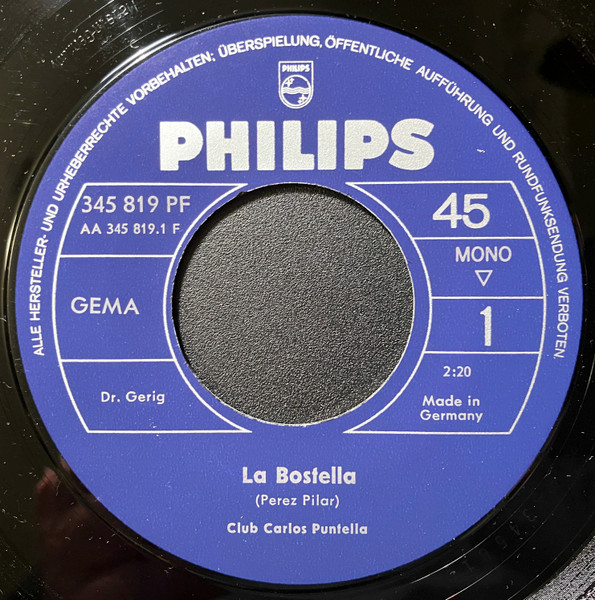 ALLE HERSTELLER- UND URHEBERRECHTE VORBEHALTEN; ÜBERSPIELUNG, ÖFFENTLICHE AUFFÜHRUNG UND RUNDFUNKSENDUNG VERBOTEN.
PHILIPS
PHILIPS
345 819 PF
AA 345 819.1 F
GEMA
Dr. Gerig
45
MONO
▽
1
2:20
Made in
Germany
La Bostella
(Perez Pilar)
Club Carlos Puntella